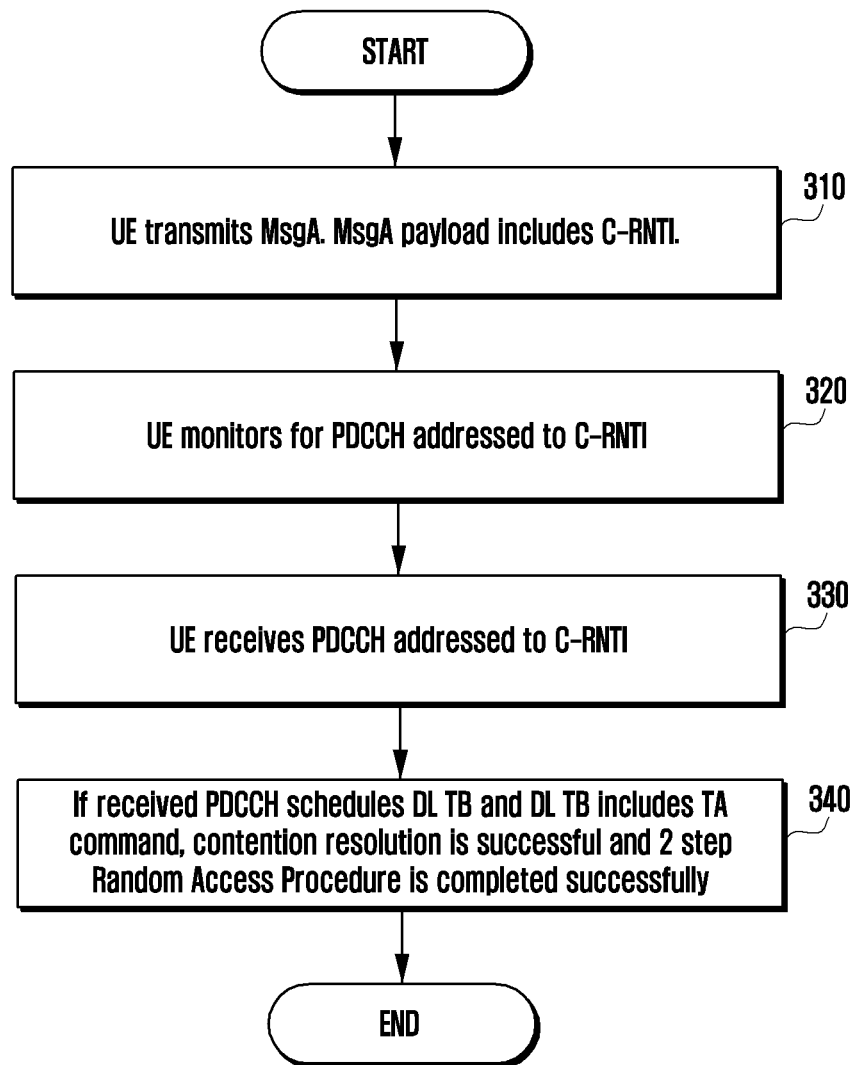 START
310
UE transmits MsgA. MsgA payload includes C-RNTI.
320
UE monitors for PDCCH addressed to C-RNTI
330
UE receives PDCCH addressed to C-RNTI
340
If received PDCCH schedules DL TB and DL TB includes TA
command, contention resolution is successful and 2 step
Random Access Procedure is completed successfully
END